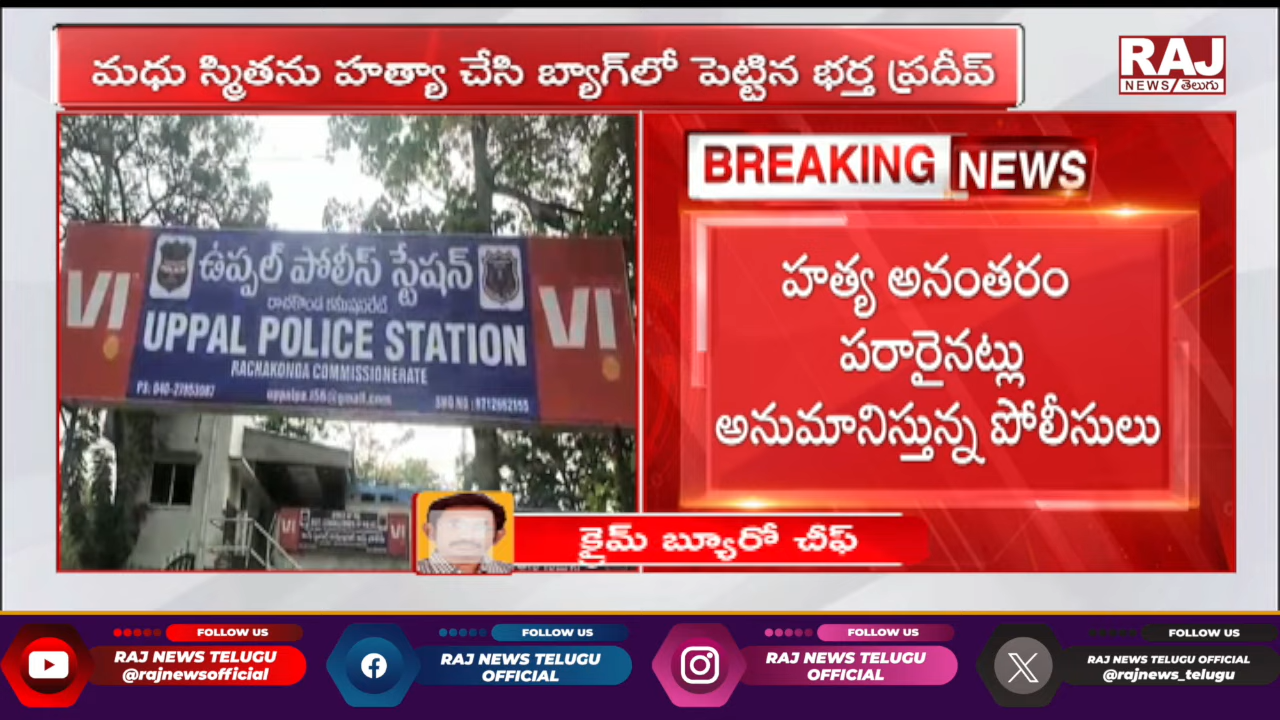 మధు స్మితను హత్యా చేసి బ్యాగ్‌లో పెట్టిన భర్త ప్రదీప్
RAJ
NEWS తెలుగు
BREAKING NEWS
హత్య అనంతరం
పరారైనట్లు
అనుమానిస్తున్న పోలీసులు
ఉప్పల్ పోలీస్ స్టేషన్
రాచకొండ కమీషనరేట్
VI
UPPAL POLICE STATION
VI
RACHAKONDA COMMISSIONERATE
VI
VI
క్రైమ్ బ్యూరో చీఫ్
FOLLOW US
RAJ NEWS TELUGU
@rajnewsofficial
FOLLOW US
RAJ NEWS TELUGU
OFFICIAL
FOLLOW US
RAJ NEWS TELUGU
OFFICIAL
FOLLOW US
RAJ NEWS TELUGU OFFICIAL
@rajnews_telugu